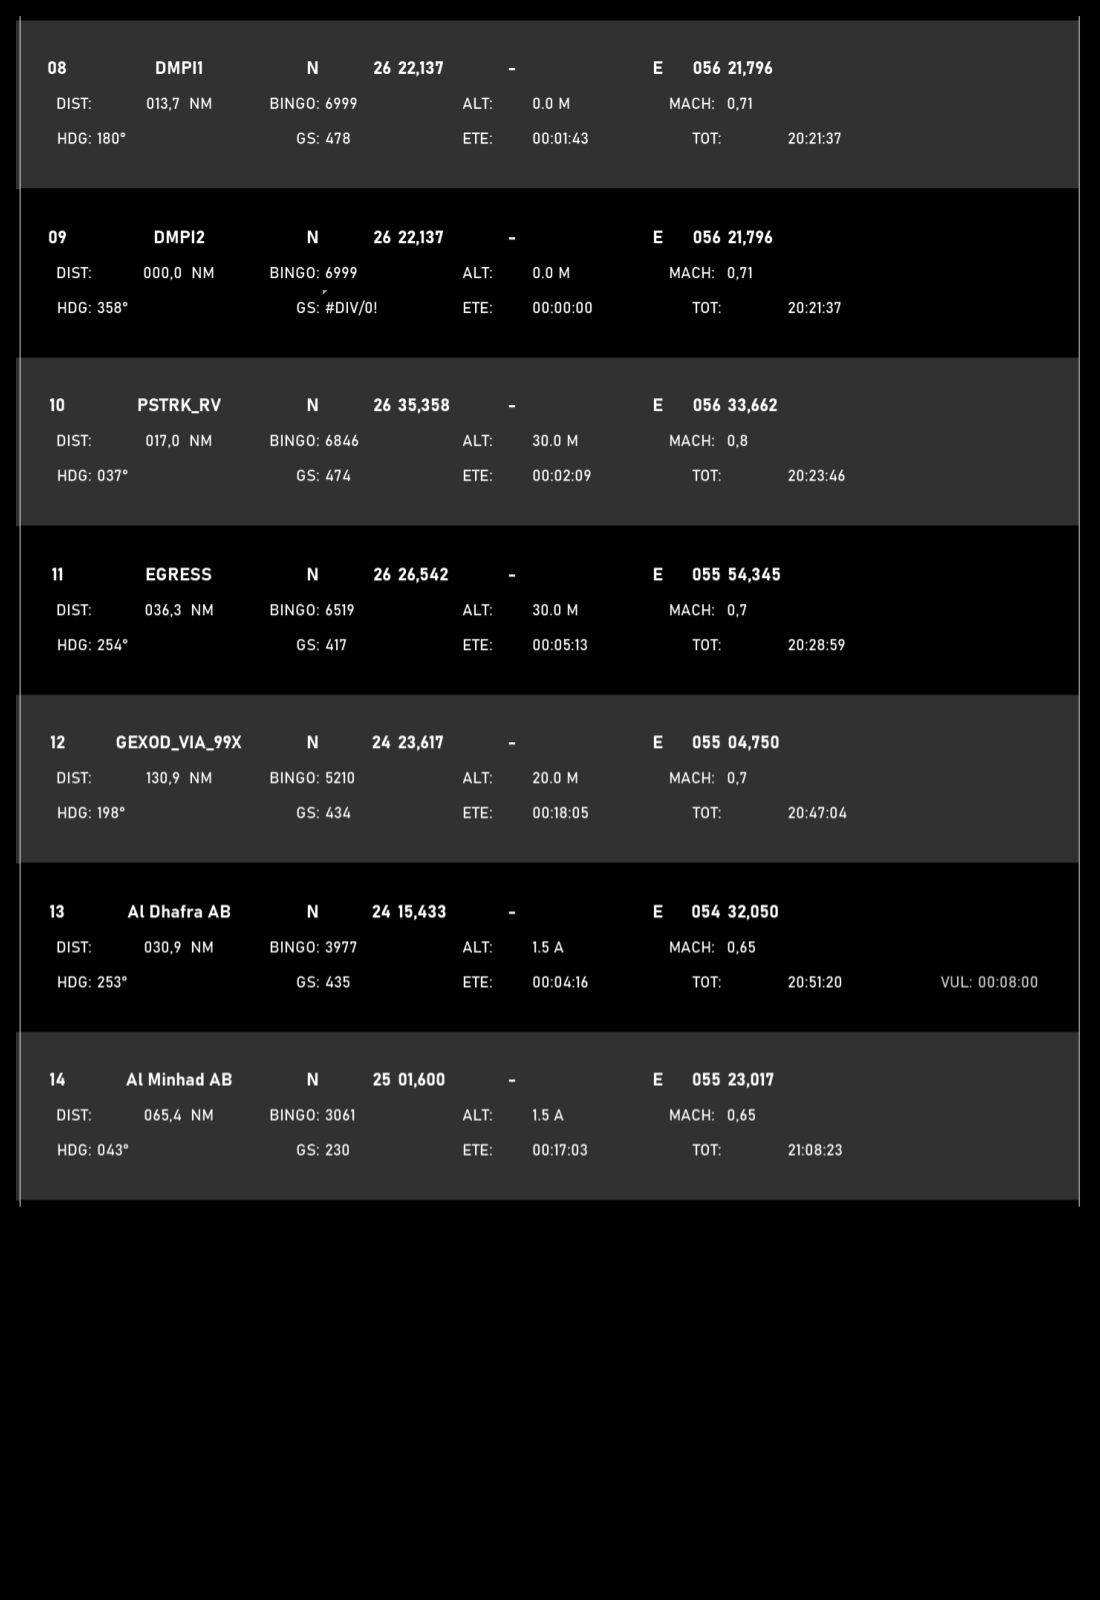 08 DMPI1 N 26 22,137 - E 056 21,796
DIST: 013,7 NM BINGO: 6999 ALT: 0.0 M MACH: 0,71
HDG: 180° GS: 478 ETE: 00:01:43 TOT: 20:21:37
09 DMPI2 N 26 22,137 - E 056 21,796
DIST: 000,0 NM BINGO: 6999 ALT: 0.0 M MACH: 0,71
HDG: 358° GS: #DIV/0! ETE: 00:00:00 TOT: 20:21:37
10 PSTRK_RV N 26 35,358 - E 056 33,662
DIST: 017,0 NM BINGO: 6846 ALT: 30.0 M MACH: 0,8
HDG: 037° GS: 474 ETE: 00:02:09 TOT: 20:23:46
11 EGRESS N 26 26,542 - E 055 54,345
DIST: 036,3 NM BINGO: 6519 ALT: 30.0 M MACH: 0,7
HDG: 254° GS: 417 ETE: 00:05:13 TOT: 20:28:59
12 GEXOD_VIA_99X N 24 23,617 - E 055 04,750
DIST: 130,9 NM BINGO: 5210 ALT: 20.0 M MACH: 0,7
HDG: 198° GS: 434 ETE: 00:18:05 TOT: 20:47:04
13 Al Dhafra AB N 24 15,433 - E 054 32,050
DIST: 030,9 NM BINGO: 3977 ALT: 1.5 A MACH: 0,65
HDG: 253° GS: 435 ETE: 00:04:16 TOT: 20:51:20 VUL: 00:08:00
14 Al Minhad AB N 25 01,600 - E 055 23,017
DIST: 065,4 NM BINGO: 3061 ALT: 1.5 A MACH: 0,65
HDG: 043° GS: 230 ETE: 00:17:03 TOT: 21:08:23